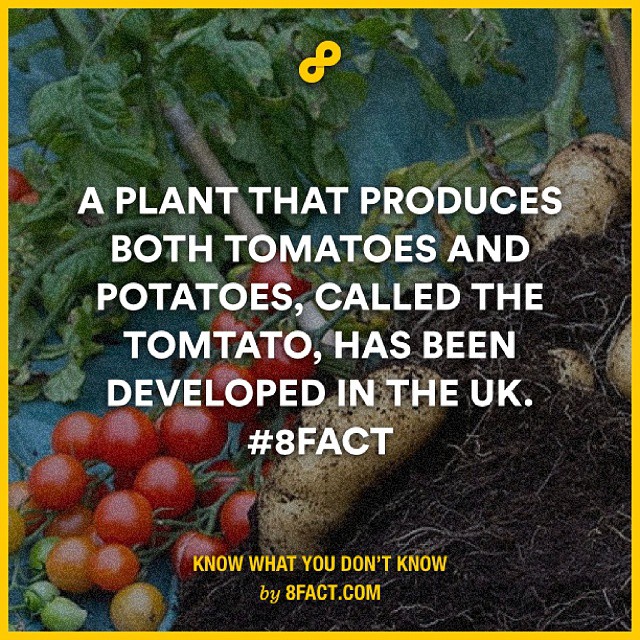 A PLANT THAT PRODUCES
BOTH TOMATOES AND
POTATOES, CALLED THE
TOMTATO, HAS BEEN
DEVELOPED IN THE UK.
#8FACT
KNOW WHAT YOU DON'T KNOW
by 8FACT.COM